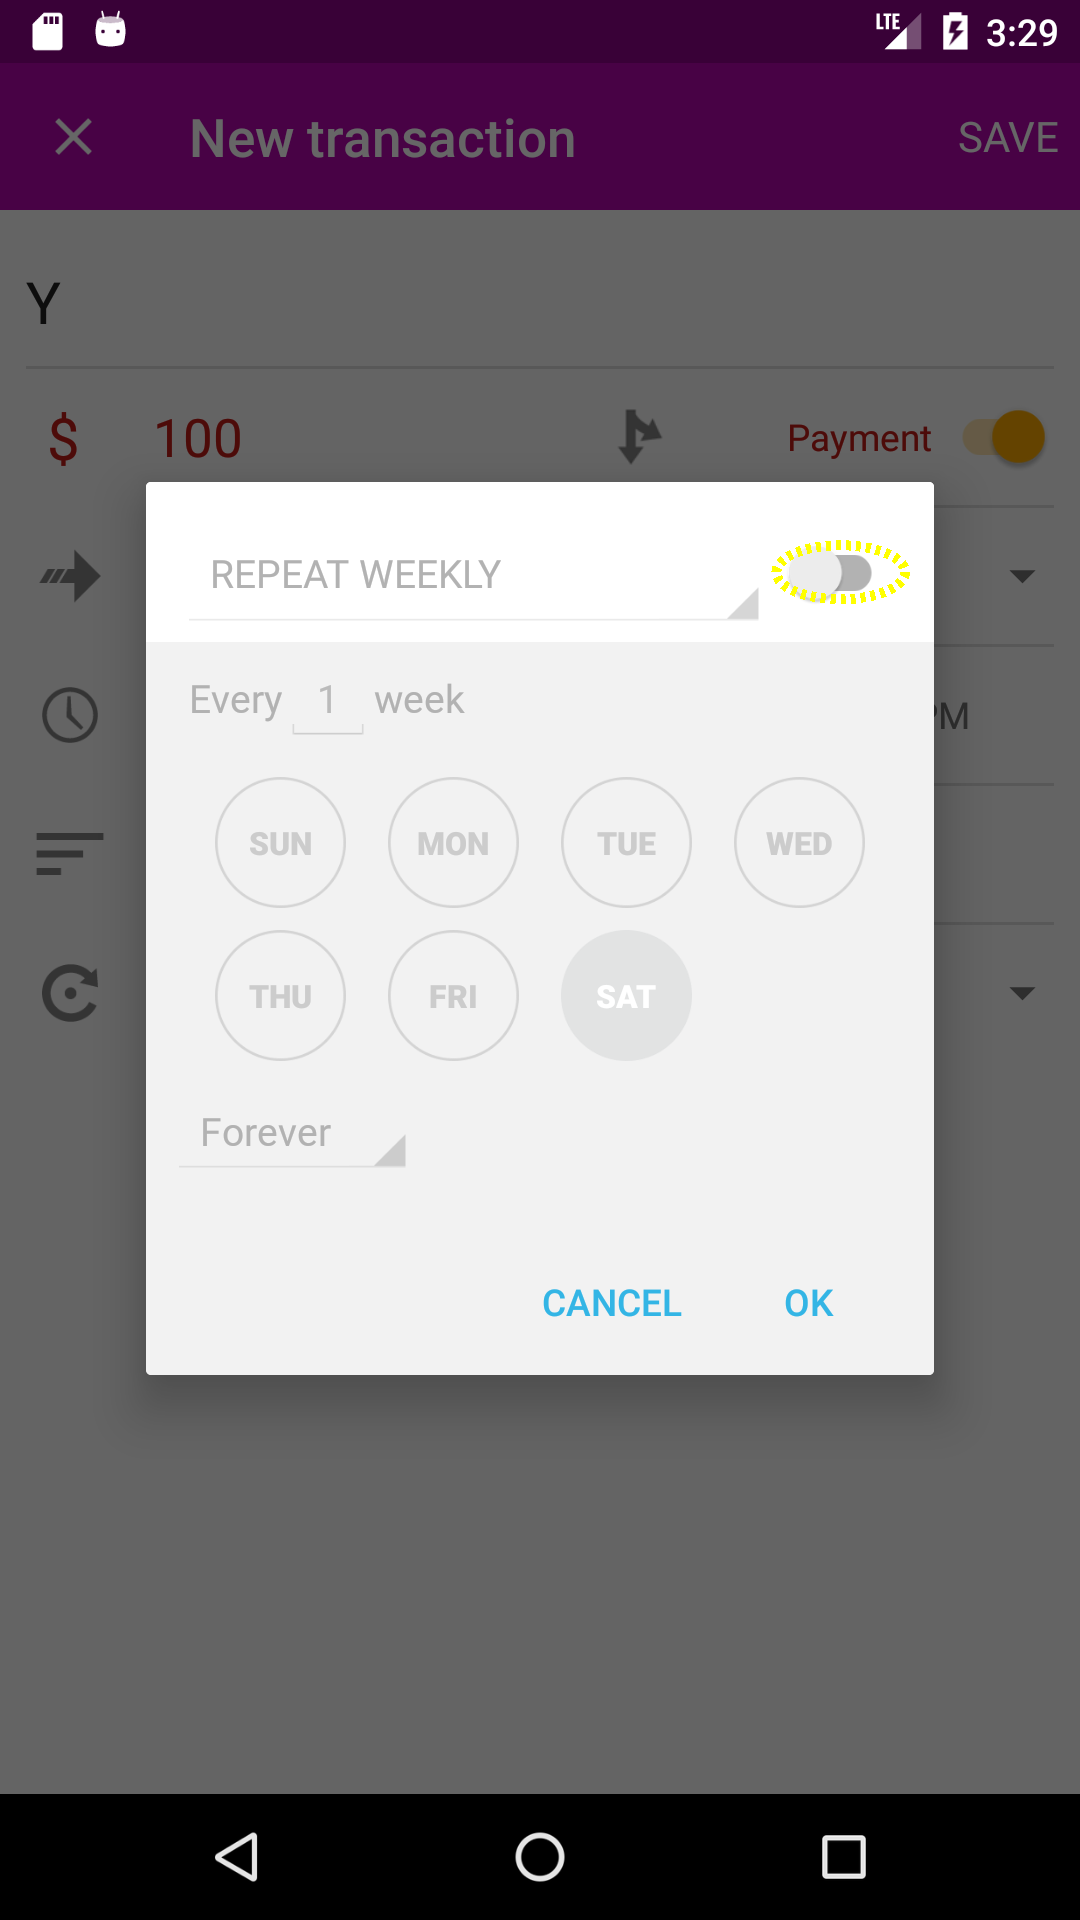 LTE 3:29
New transaction SAVE
Y
$ 100 Payment
REPEAT WEEKLY
Every 1 week
PM
SUN MON TUE WED
THU FRI SAT
Forever
CANCEL OK